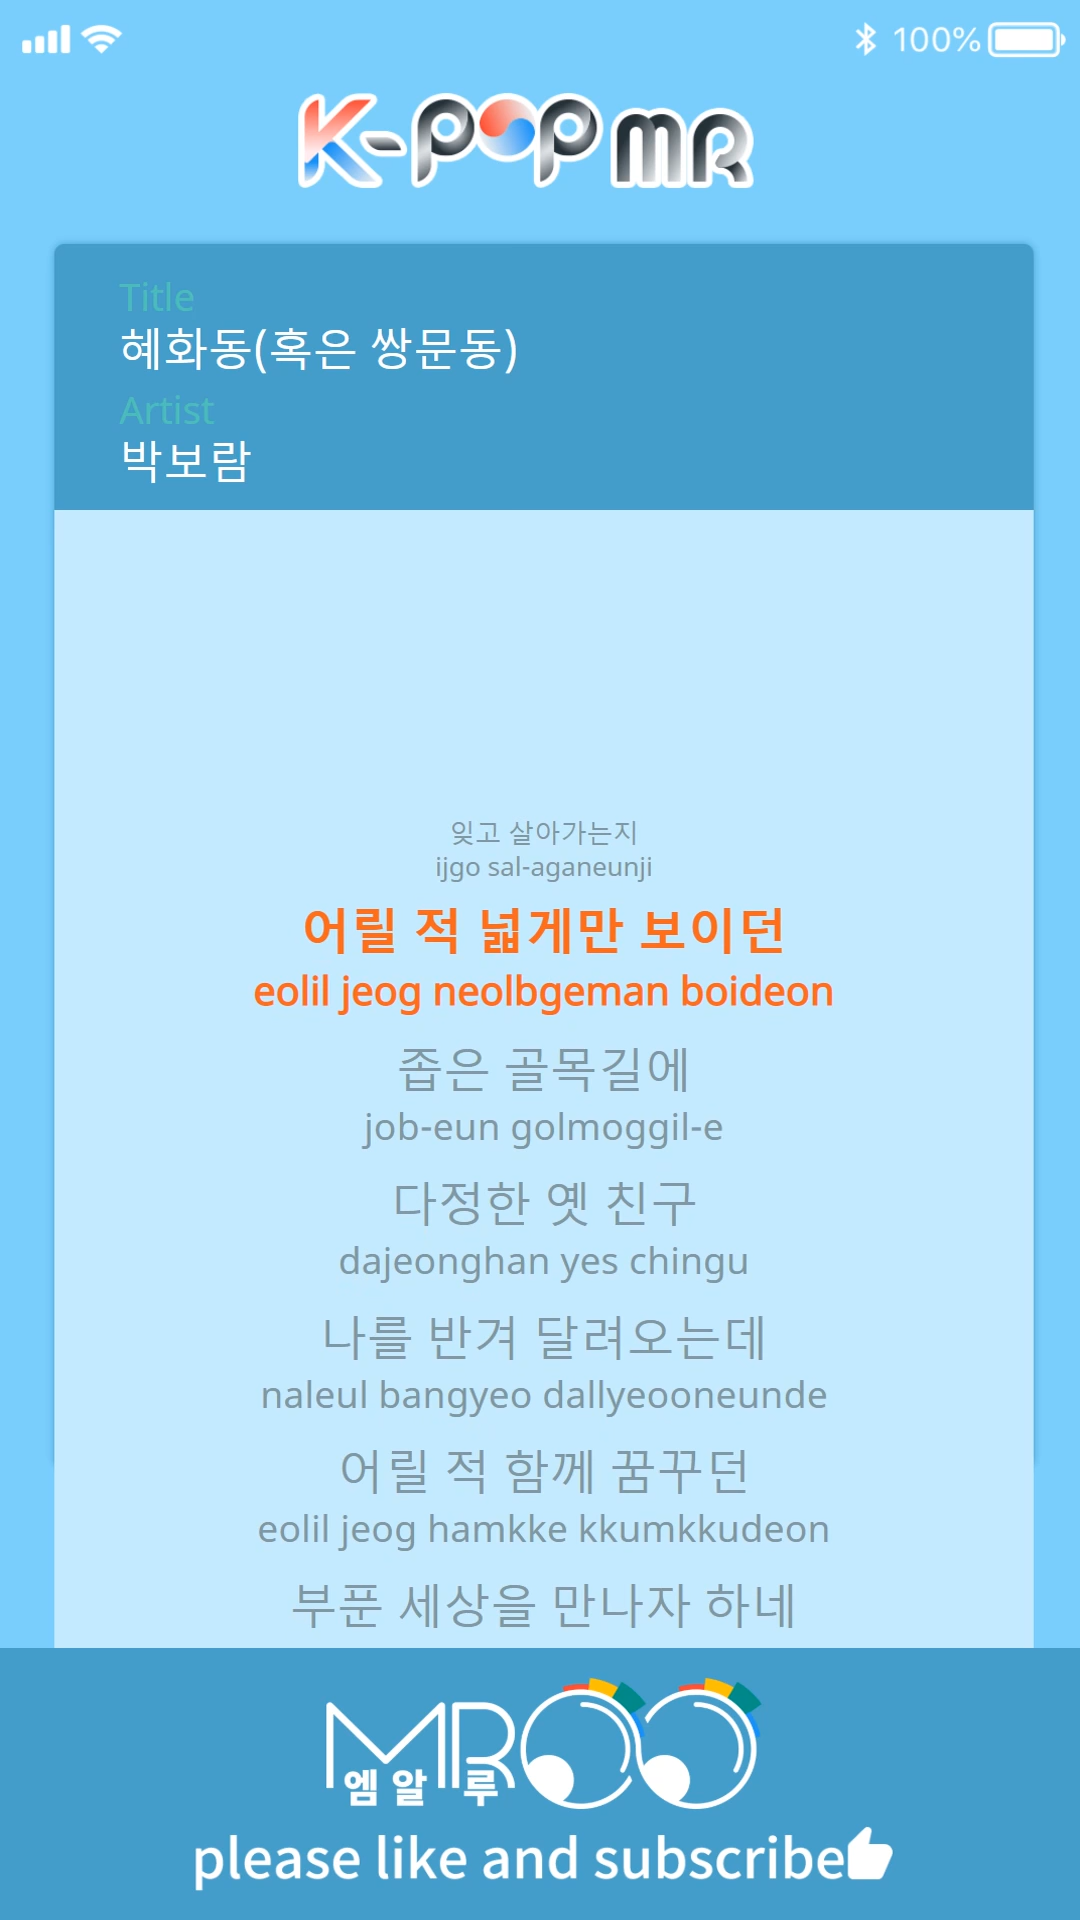 100%
K-POP MR
Title
혜화동(혹은 쌍문동)
Artist
박보람
잊고 살아가는지
ijgo sal-aganeunji
어릴 적 넓게만 보이던
eolil jeog neolbgeman boideon
좁은 골목길에
job-eun golmoggil-e
다정한 옛 친구
dajeonghan yes chingu
나를 반겨 달려오는데
naleul bangyeo dallyeooneunde
어릴 적 함께 꿈꾸던
eolil jeog hamkke kkumkkudeon
부푼 세상을 만나자 하네
MROO
엠알루
please like and subscribe